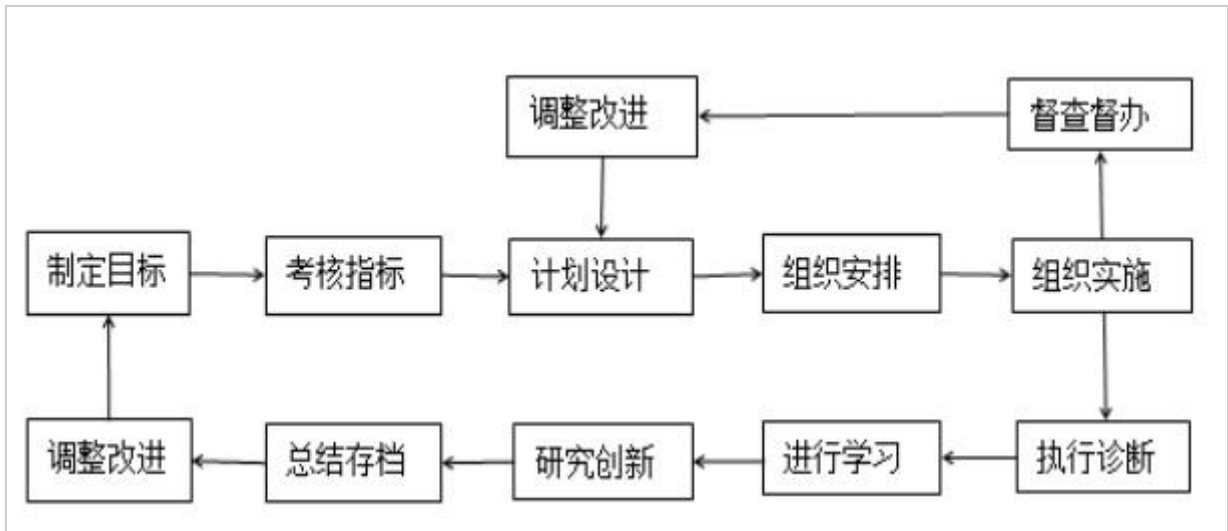 调整改进
督查督办
制定目标
考核指标
计划设计
组织安排
组织实施
调整改进
总结存档
研究创新
进行学习
执行诊断